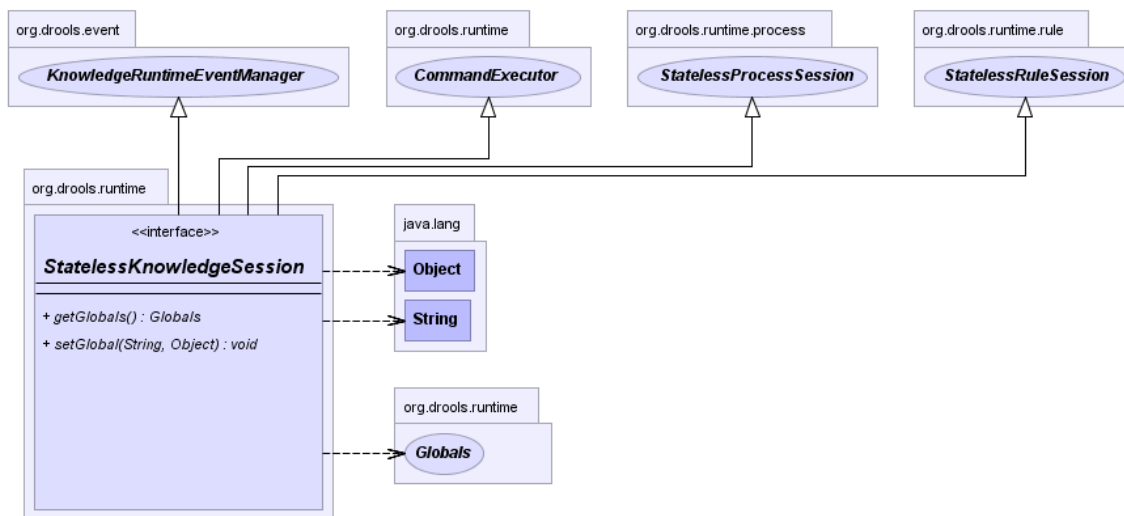 org.drools.event
KnowledgeRuntimeEventManager
org.drools.runtime
CommandExecutor
org.drools.runtime.process
StatelessProcessSession
org.drools.runtime.rule
StatelessRuleSession
org.drools.runtime
<<interface>>
StatelessKnowledgeSession
+ getGlobals() : Globals
+ setGlobal(String, Object) : void
java.lang
Object
String
org.drools.runtime
Globals